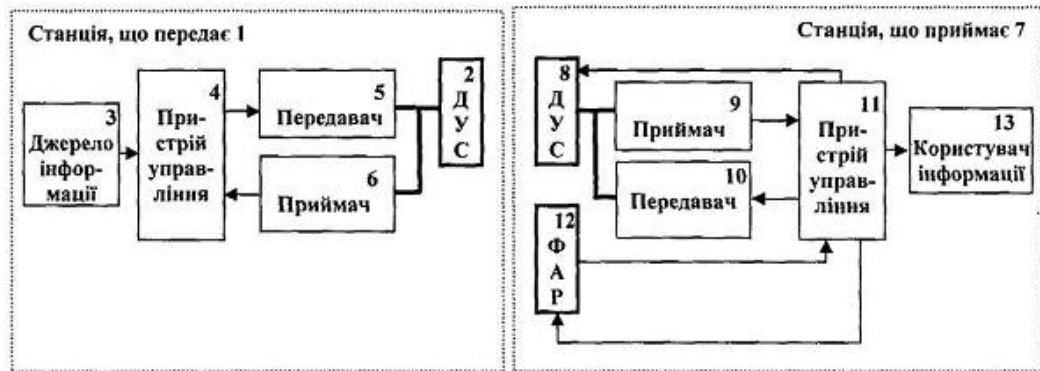 Станція, що передає 1
3
Джерело
інфор-
мації
4
При-
стрій
управ-
ління
5
Передавач
6
Приймач
2
Д
У
С
Станція, що приймає 7
8
Д
У
С
9
Приймач
10
Передавач
12
Ф
А
Р
11
При-
стрій
управ-
ління
13
Користувач
інформації